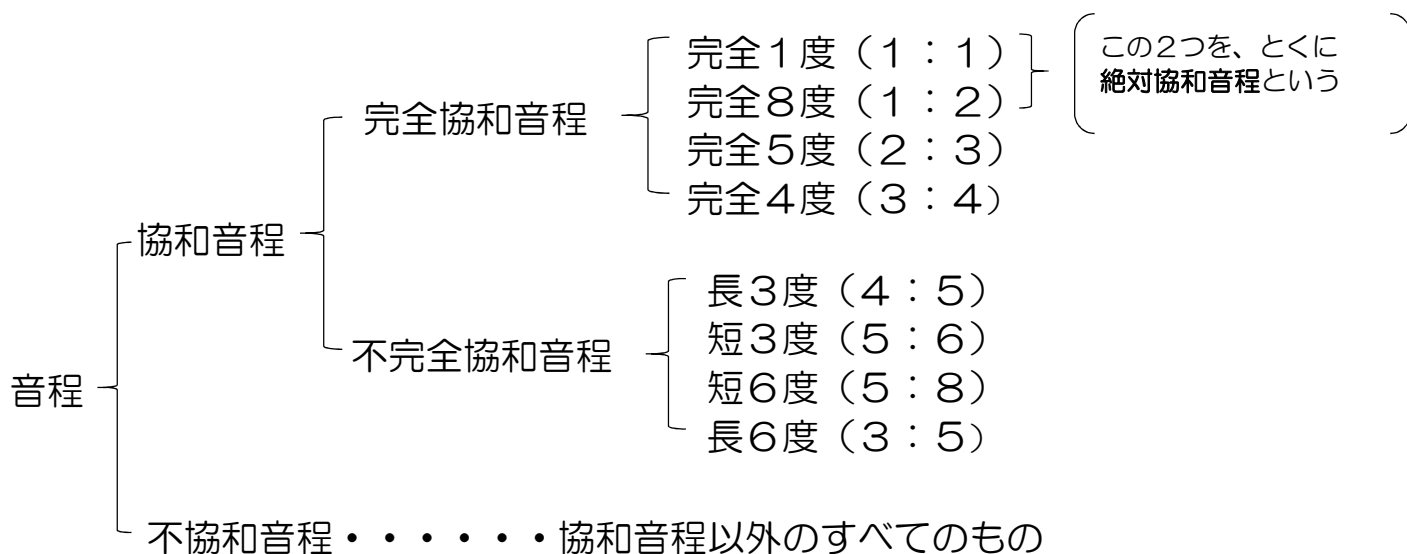 完全1度（1：1）
完全8度（1：2）
完全5度（2：3）
完全4度（3：4）
この2つを、とくに
絶対協和音程という
完全協和音程
協和音程
長3度（4：5）
短3度（5：6）
短6度（5：8）
長6度（3：5）
不完全協和音程
音程
不協和音程・・・・・・協和音程以外のすべてのもの